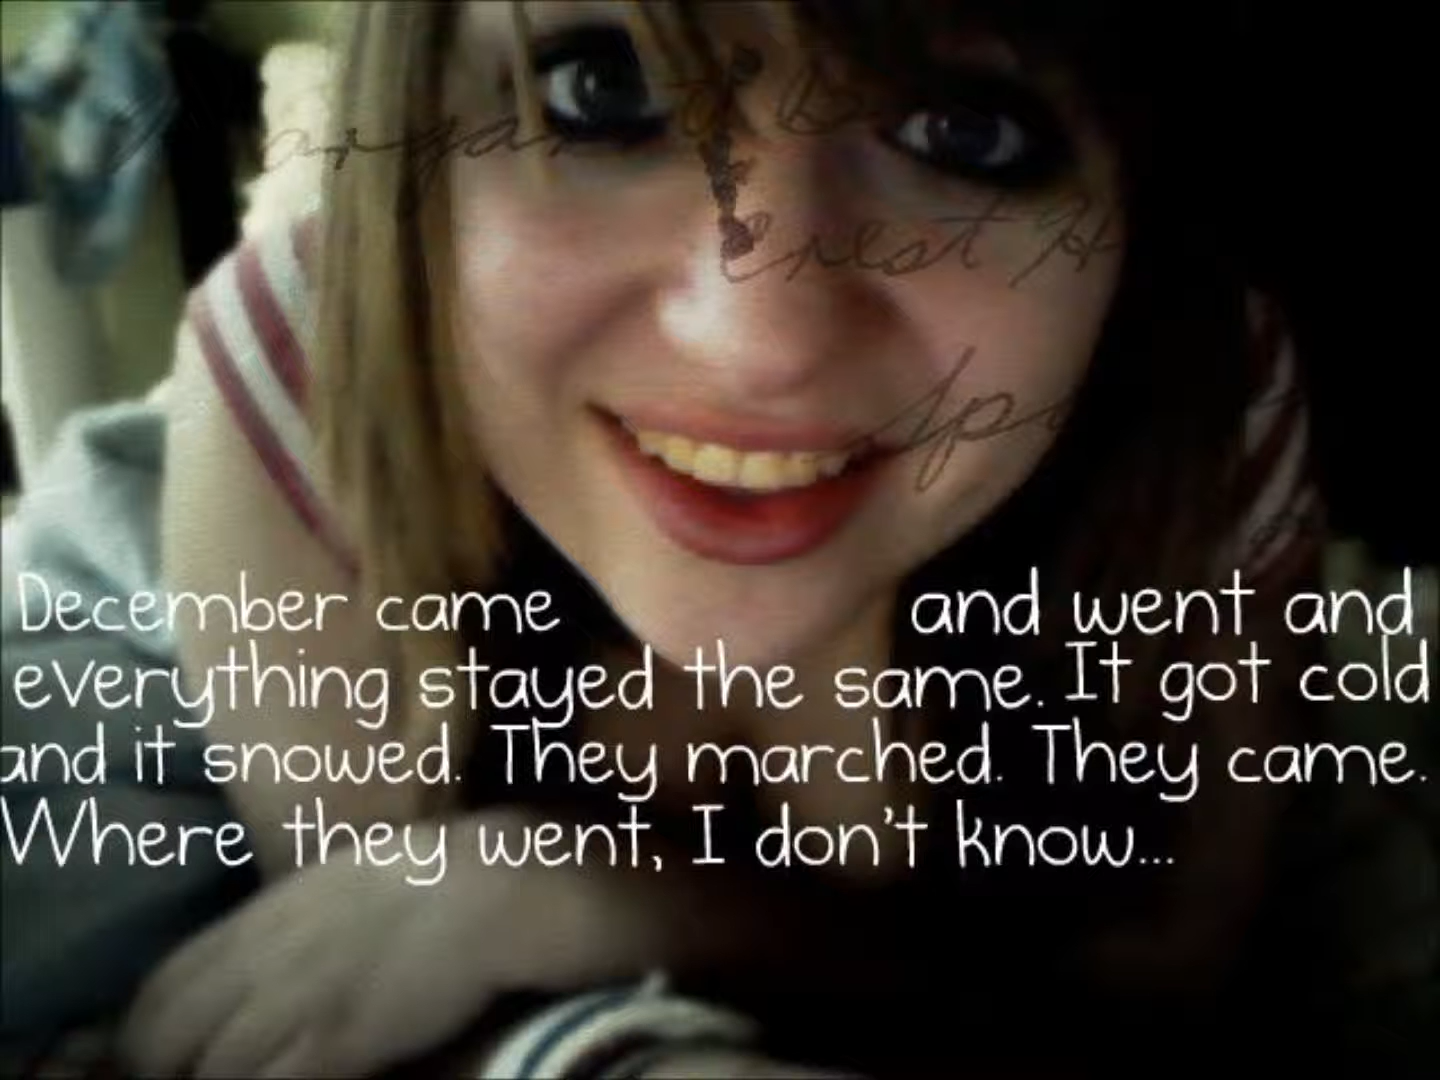 December came and went and
everything stayed the same. It got cold
and it snowed. They marched. They came.
Where they went, I don't know...